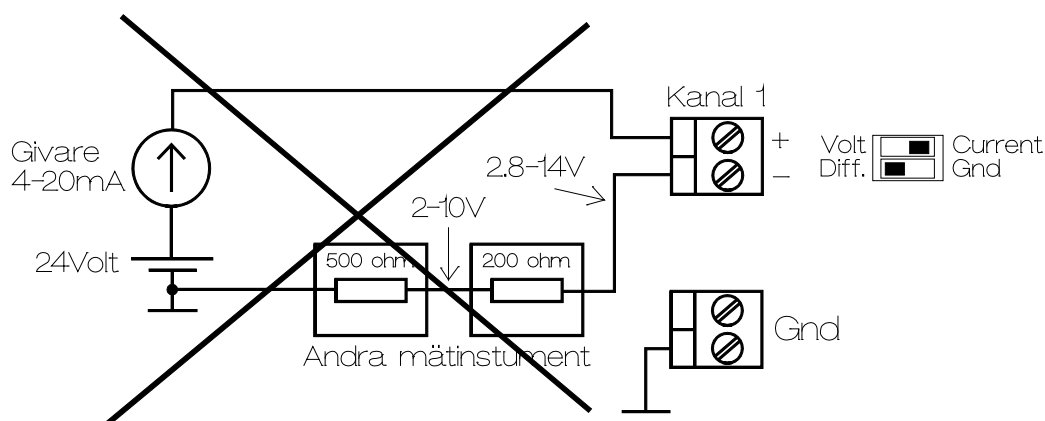 Kanal 1
+
Volt Current
Givare
4-20mA
2.8-14V
−
Diff. Gnd
2-10V
24Volt
500 ohm
200 ohm
Gnd
Andra mätinstument